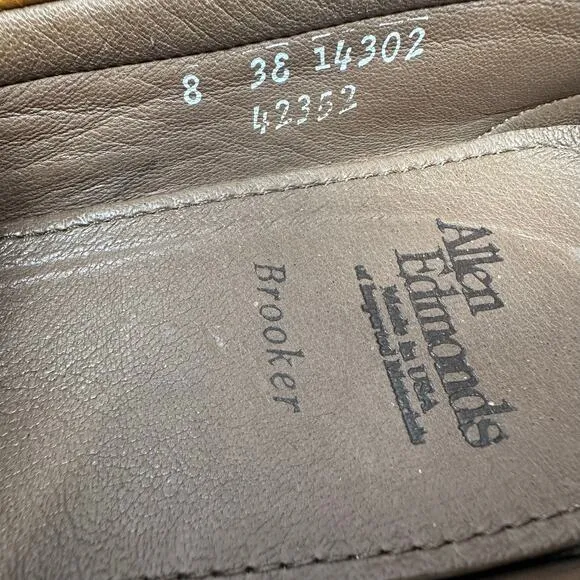 8 3E 14302
42352
Brooker
Allen
Edmonds
Made in USA
of Imported Materials